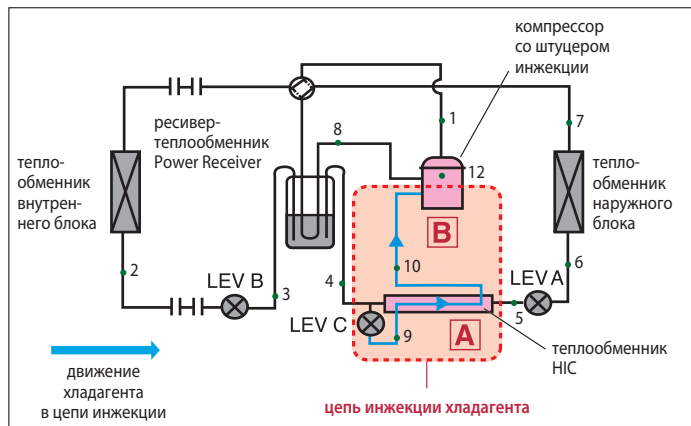 компрессор
со штуцером
инжекции
1
7
8
ресивер-
теплообменник
Power Receiver
тепло-
обменник
внутрен-
него блока
12
тепло-
обменник
наружного
блока
B
2
10
6
LEV B
3
4
LEV A
5
LEV C
9
A
теплообменник
HIC
движение
хладагента
в цепи инжекции
цепь инжекции хладагента